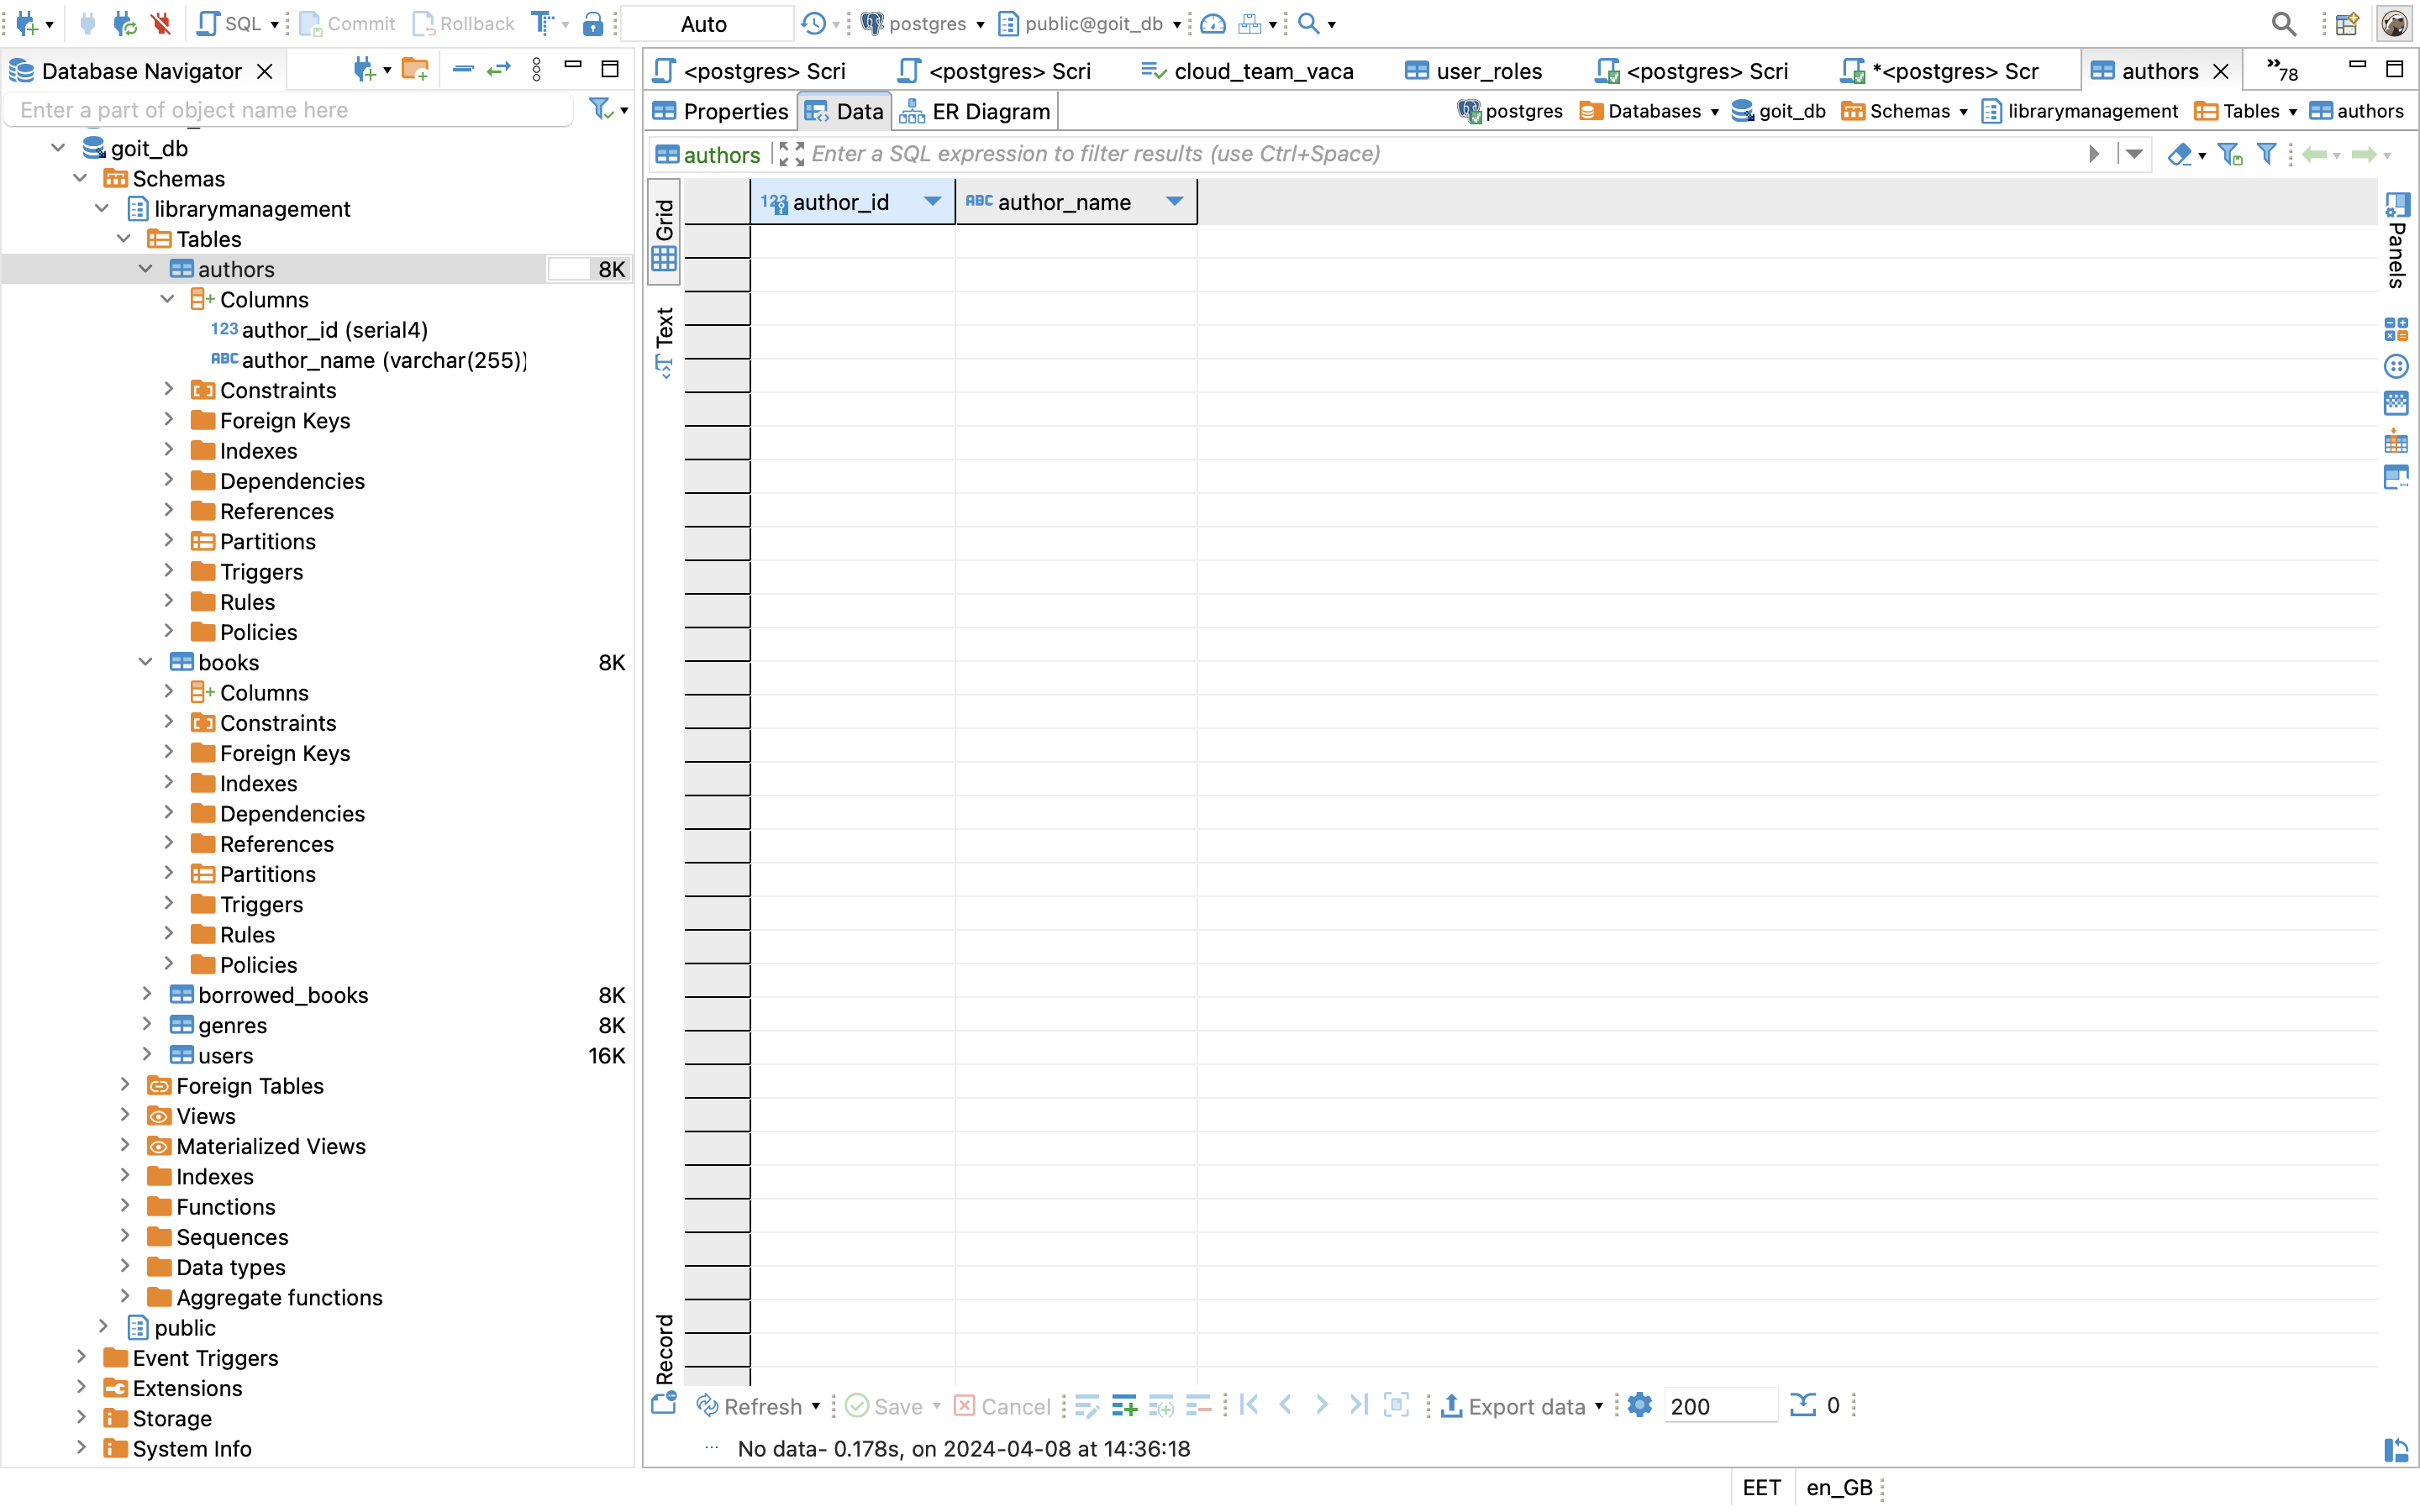 SQL Commit Rollback Auto postgres public@goit_db
Database Navigator
Enter a part of object name here
<postgres> Scri <postgres> Scri cloud_team_vaca user_roles <postgres> Scri *<postgres> Scr authors »78
Properties Data ER Diagram postgres Databases goit_db Schemas librarymanagement Tables authors
authors Enter a SQL expression to filter results (use Ctrl+Space)
goit_db
Schemas
librarymanagement
Tables
authors 8K
Columns
123 author_id (serial4)
ABC author_name (varchar(255))
Constraints
Foreign Keys
Indexes
Dependencies
References
Partitions
Triggers
Rules
Policies
books 8K
Columns
Constraints
Foreign Keys
Indexes
Dependencies
References
Partitions
Triggers
Rules
Policies
borrowed_books 8K
genres 8K
users 16K
Foreign Tables
Views
Materialized Views
Indexes
Functions
Sequences
Data types
Aggregate functions
public
Event Triggers
Extensions
Storage
System Info
Grid
Text
Record
123 author_id ABC author_name
Panels
Refresh Save Cancel Export data 200 0
No data- 0.178s, on 2024-04-08 at 14:36:18
EET en_GB